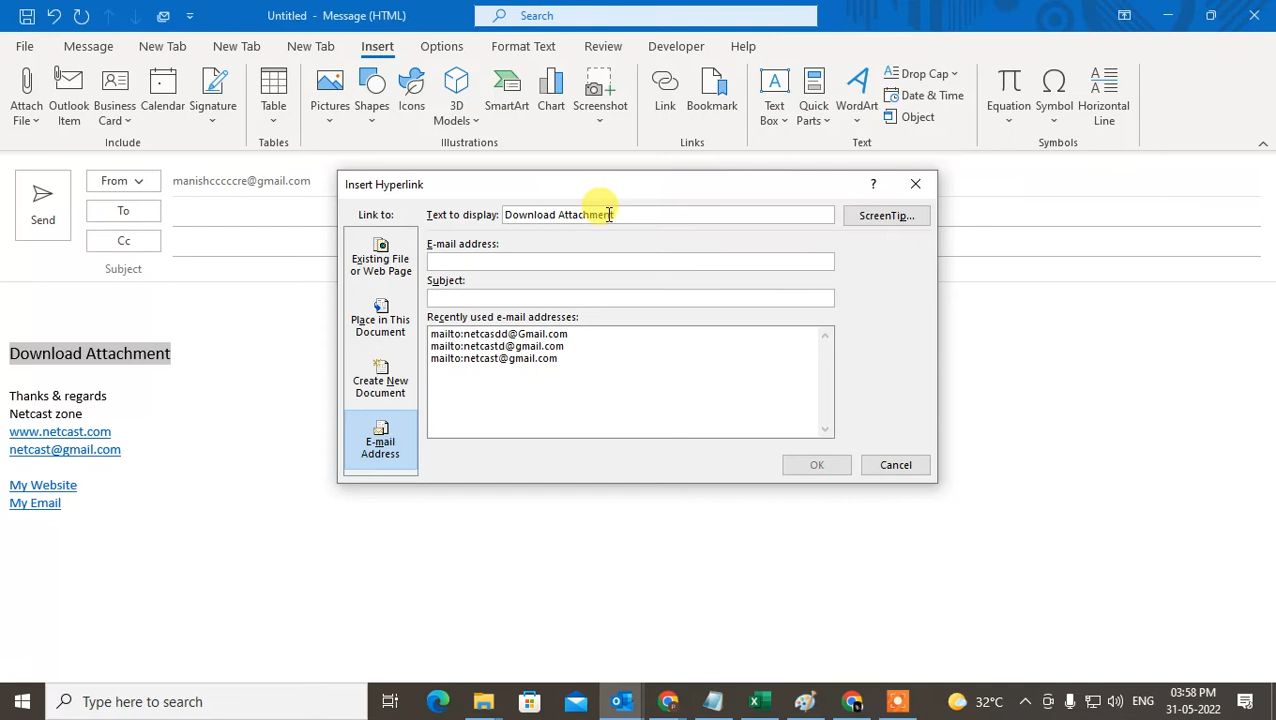 Untitled - Message (HTML)
Search
File Message New Tab New Tab New Tab Insert Options Format Text Review Developer Help
Attach File Outlook Item Business Card Calendar Signature Table Pictures Shapes Icons 3D Models SmartArt Chart Screenshot Link Bookmark Text Box Quick Parts WordArt Drop Cap Date & Time Object Equation Symbol Horizontal Line
Include Tables Illustrations Links Text Symbols
Send
From manishcccccre@gmail.com
To
Cc
Subject
Insert Hyperlink ?
Link to: Text to display: Download Attachment ScreenTip...
Existing File or Web Page
Place in This Document
Create New Document
E-mail Address
E-mail address:
Subject:
Recently used e-mail addresses:
mailto:netcasdd@Gmail.com
mailto:netcastd@gmail.com
mailto:netcast@gmail.com
OK Cancel
Download Attachment
Thanks & regards
Netcast zone
www.netcast.com
netcast@gmail.com
My Website
My Email
Type here to search
32°C
ENG
03:58 PM
31-05-2022